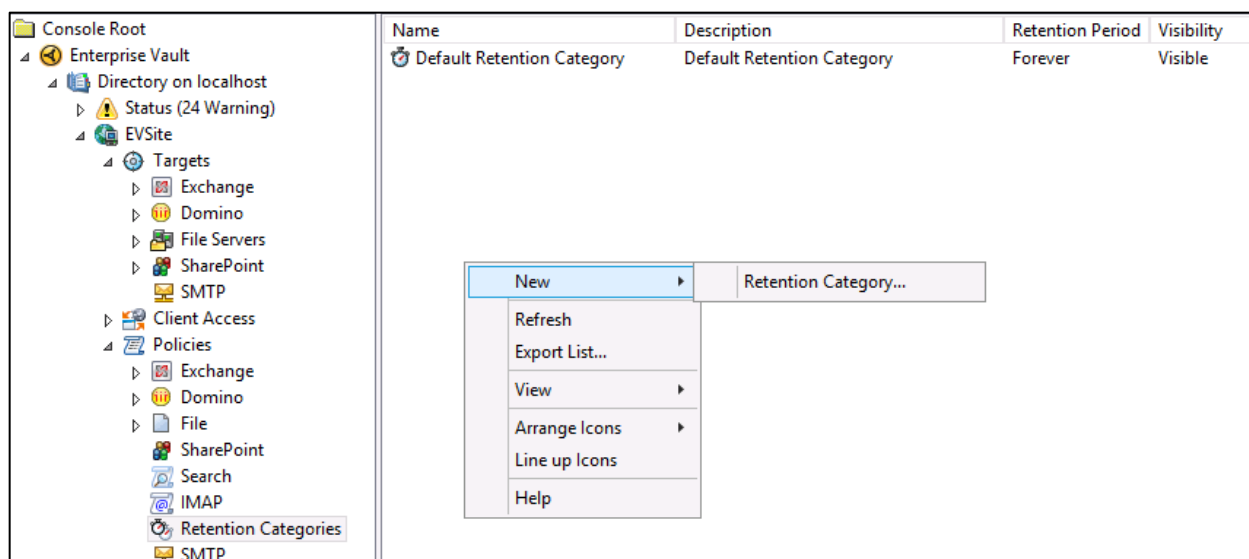 Console Root
Enterprise Vault
Directory on localhost
Status (24 Warning)
EVSite
Targets
Exchange
Domino
File Servers
SharePoint
SMTP
Client Access
Policies
Exchange
Domino
File
SharePoint
Search
IMAP
Retention Categories
SMTP
Name Description Retention Period Visibility
Default Retention Category Default Retention Category Forever Visible
New
Retention Category...
Refresh
Export List...
View
Arrange Icons
Line up Icons
Help